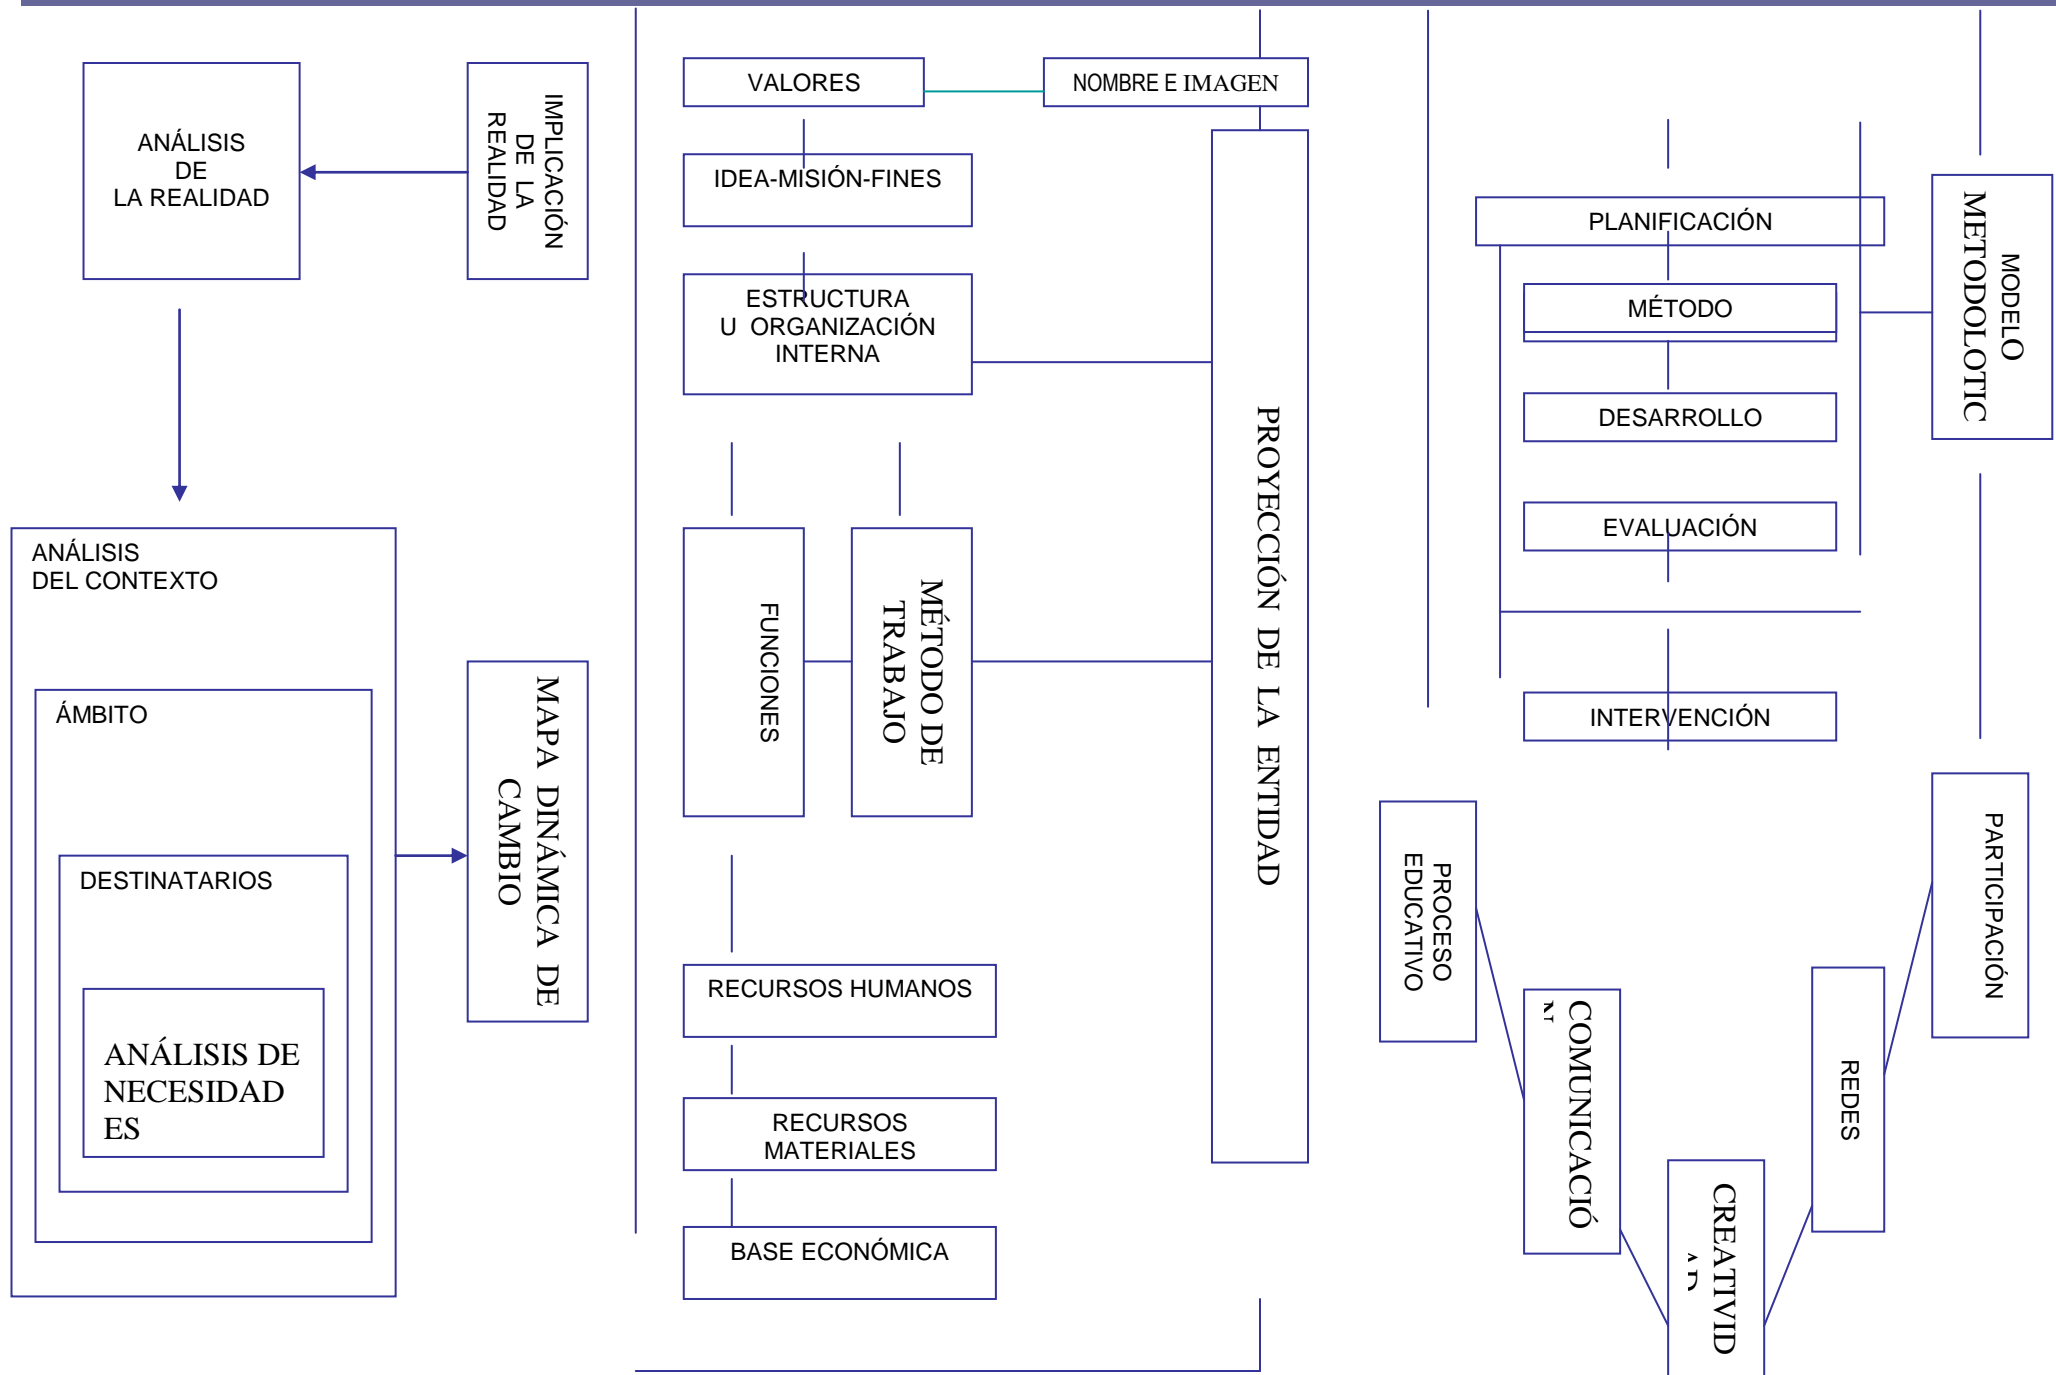 ANÁLISIS
DE
LA REALIDAD
IMPLICACIÓN
DE LA
REALIDAD
ANÁLISIS
DEL CONTEXTO
ÁMBITO
DESTINATARIOS
ANÁLISIS DE
NECESIDAD
ES
MAPA DINÁMICA DE
CAMBIO
VALORES
NOMBRE E IMAGEN
IDEA-MISIÓN-FINES
ESTRUCTURA
U ORGANIZACIÓN
INTERNA
FUNCIONES
MÉTODO DE
TRABAJO
RECURSOS HUMANOS
RECURSOS
MATERIALES
BASE ECONÓMICA
PROYECCIÓN DE LA ENTIDAD
PLANIFICACIÓN
MÉTODO
DESARROLLO
EVALUACIÓN
INTERVENCIÓN
MODELO
METODOLOTIC
PROCESO
EDUCATIVO
COMUNICACIÓ
CREATIVID
REDES
PARTICIPACIÓN